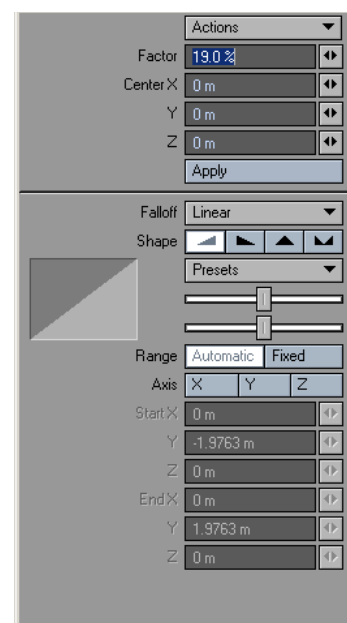 Actions
Factor 19.0 %
Center X 0 m
Y 0 m
Z 0 m
Apply
Falloff Linear
Shape
Presets
Range Automatic Fixed
Axis X Y Z
Start X 0 m
Y -1.9763 m
Z 0 m
End X 0 m
Y 1.9763 m
Z 0 m